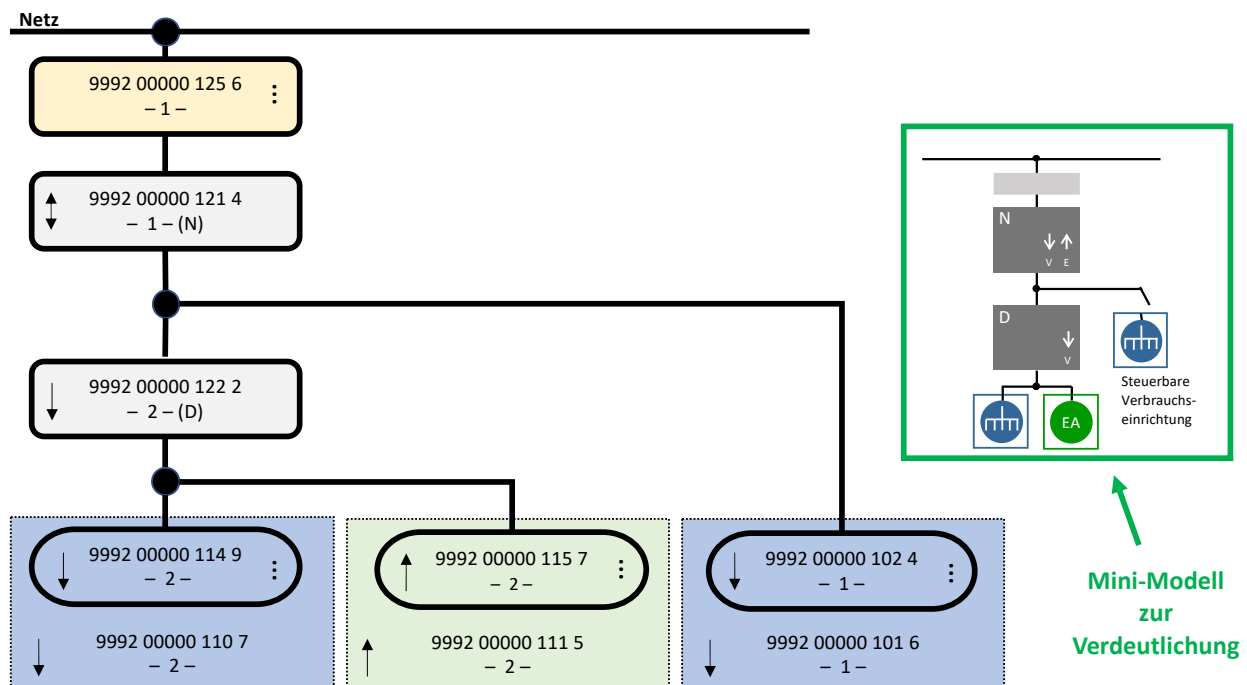 Netz
9992 00000 125 6
– 1 –
9992 00000 121 4
– 1 – (N)
9992 00000 122 2
– 2 – (D)
9992 00000 114 9
– 2 –
9992 00000 110 7
– 2 –
9992 00000 115 7
– 2 –
9992 00000 111 5
– 2 –
9992 00000 102 4
– 1 –
9992 00000 101 6
– 1 –
N
V E
D
V
EA
Steuerbare
Verbrauchs-
einrichtung
Mini-Modell
zur
Verdeutlichung